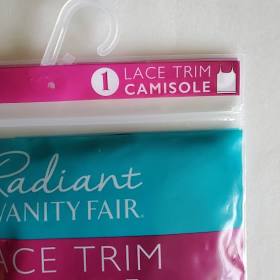 1 LACE TRIM
CAMISOLE
Radiant
VANITY FAIR®
ACE TRIM